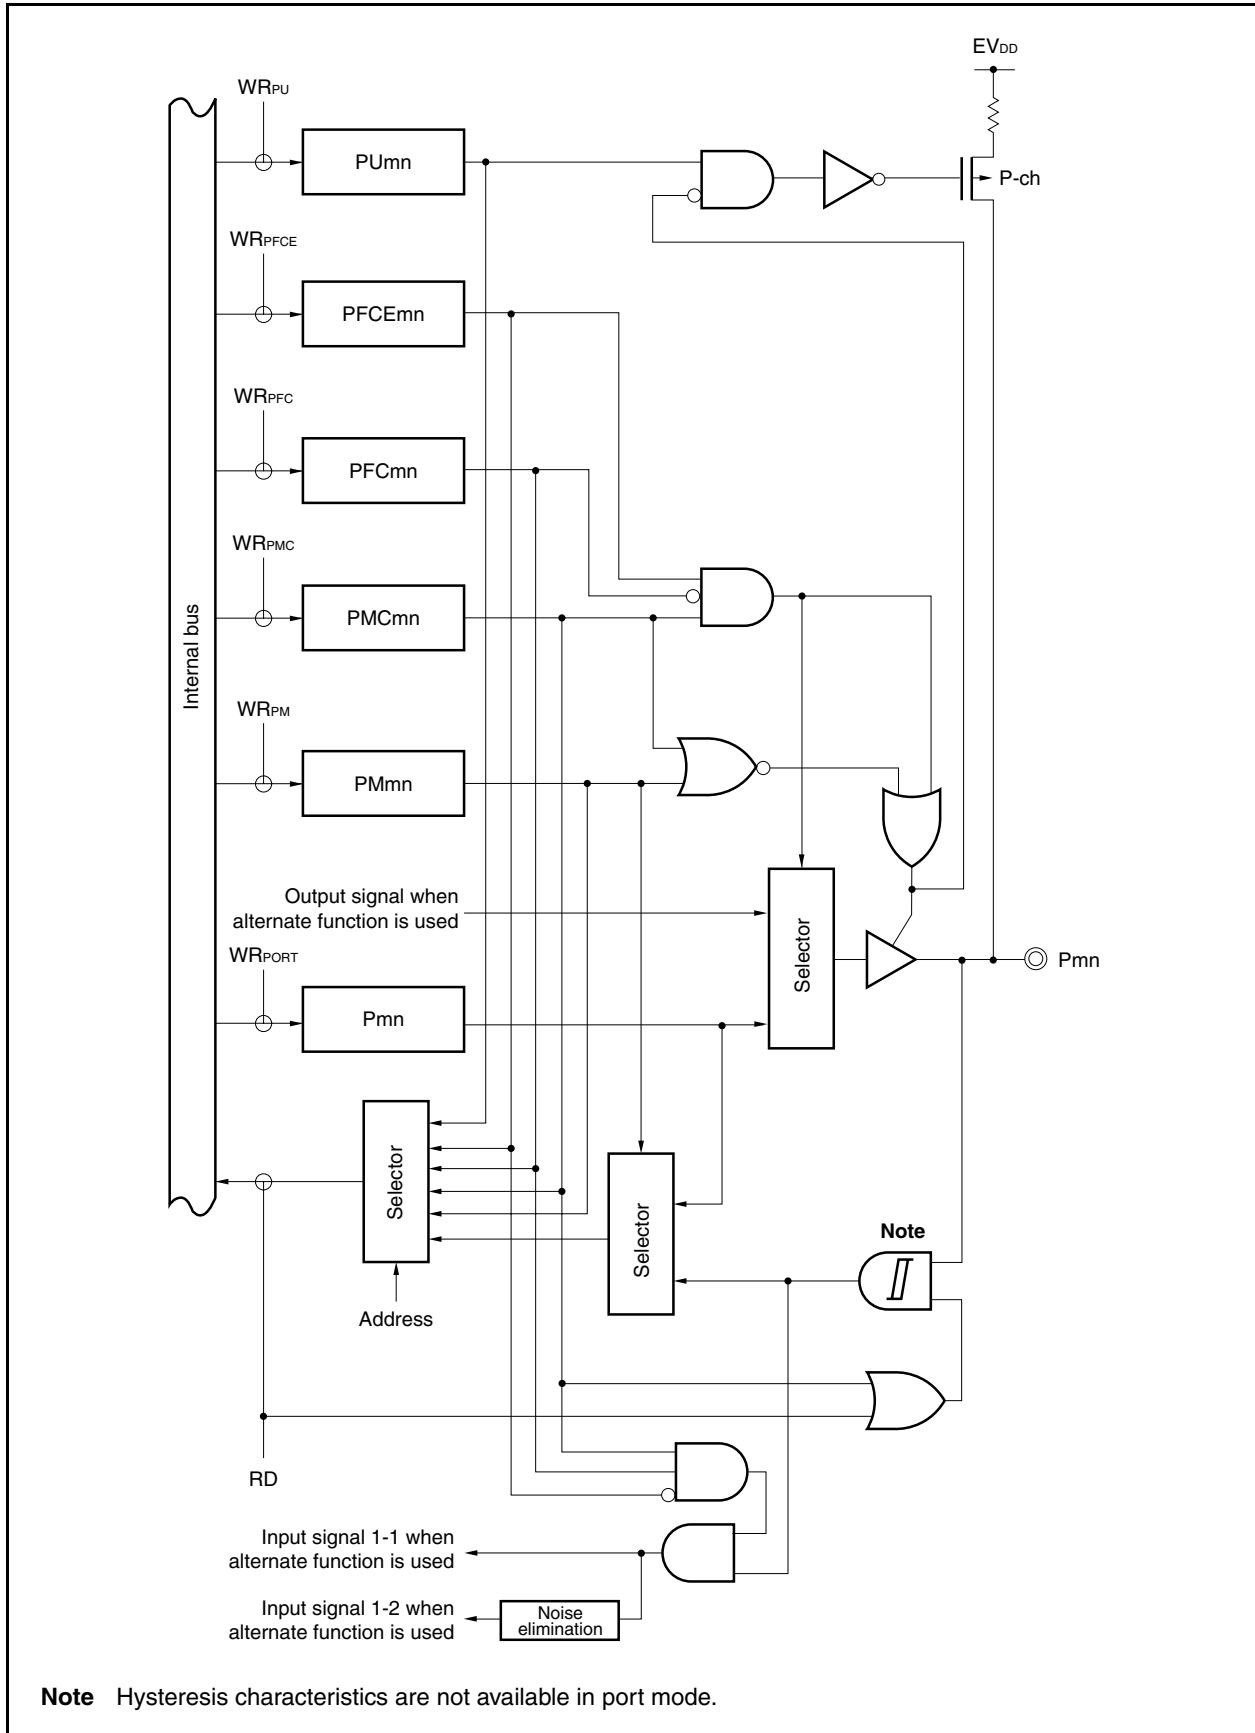 EVDD
WRPU
PUmn
P-ch
WRPFCE
PFCEmn
WRPFC
PFCmn
WRPMC
PMCmn
Internal bus
WRPM
PMmn
Output signal when
alternate function is used
Selector
WRPORT
Pmn
Pmn
Selector
Selector
Note
Address
RD
Input signal 1-1 when
alternate function is used
Input signal 1-2 when
alternate function is used
Noise
elimination
Note Hysteresis characteristics are not available in port mode.